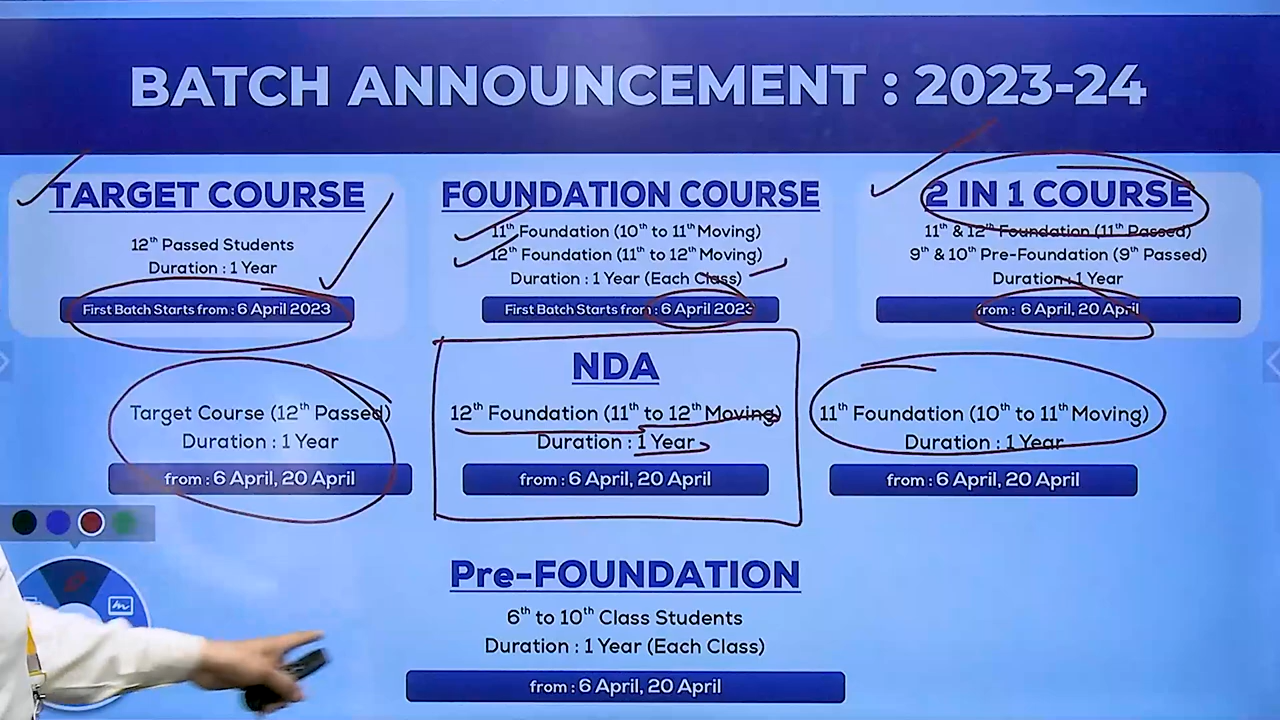 BATCH ANNOUNCEMENT : 2023-24
TARGET COURSE
12th Passed Students
Duration : 1 Year
First Batch Starts from : 6 April 2023
FOUNDATION COURSE
11th Foundation (10th to 11th Moving)
12th Foundation (11th to 12th Moving)
Duration : 1 Year (Each Class)
First Batch Starts from : 6 April 2023
2 IN 1 COURSE
11th & 12th Foundation (11th Passed)
9th & 10th Pre-Foundation (9th Passed)
Duration : 1 Year
from : 6 April, 20 April
NDA
Target Course (12th Passed)
Duration : 1 Year
from : 6 April, 20 April
12th Foundation (11th to 12th Moving)
Duration : 1 Year
from : 6 April, 20 April
11th Foundation (10th to 11th Moving)
Duration : 1 Year
from : 6 April, 20 April
Pre-FOUNDATION
6th to 10th Class Students
Duration : 1 Year (Each Class)
from : 6 April, 20 April